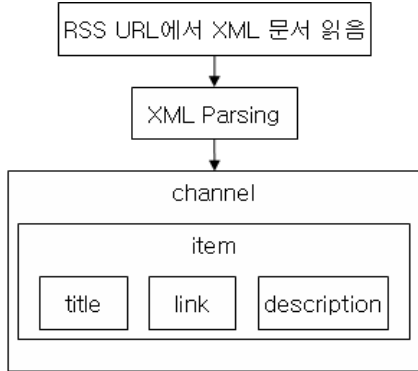 RSS URL에서 XML 문서 읽음
XML Parsing
channel
item
title link description